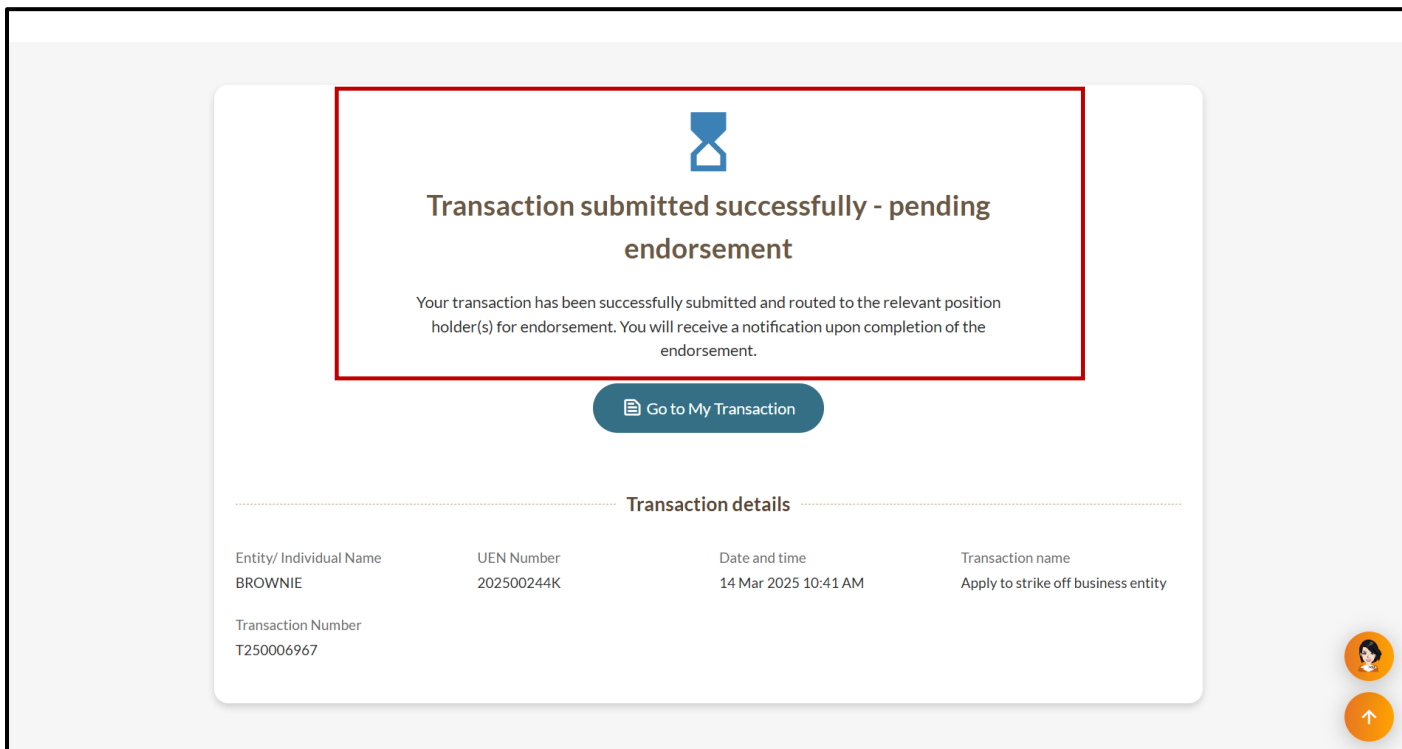 Transaction submitted successfully - pending
endorsement
Your transaction has been successfully submitted and routed to the relevant position
holder(s) for endorsement. You will receive a notification upon completion of the
endorsement.
Go to My Transaction
Transaction details
Entity/ Individual Name
BROWNIE
UEN Number
202500244K
Date and time
14 Mar 2025 10:41 AM
Transaction name
Apply to strike off business entity
Transaction Number
T250006967